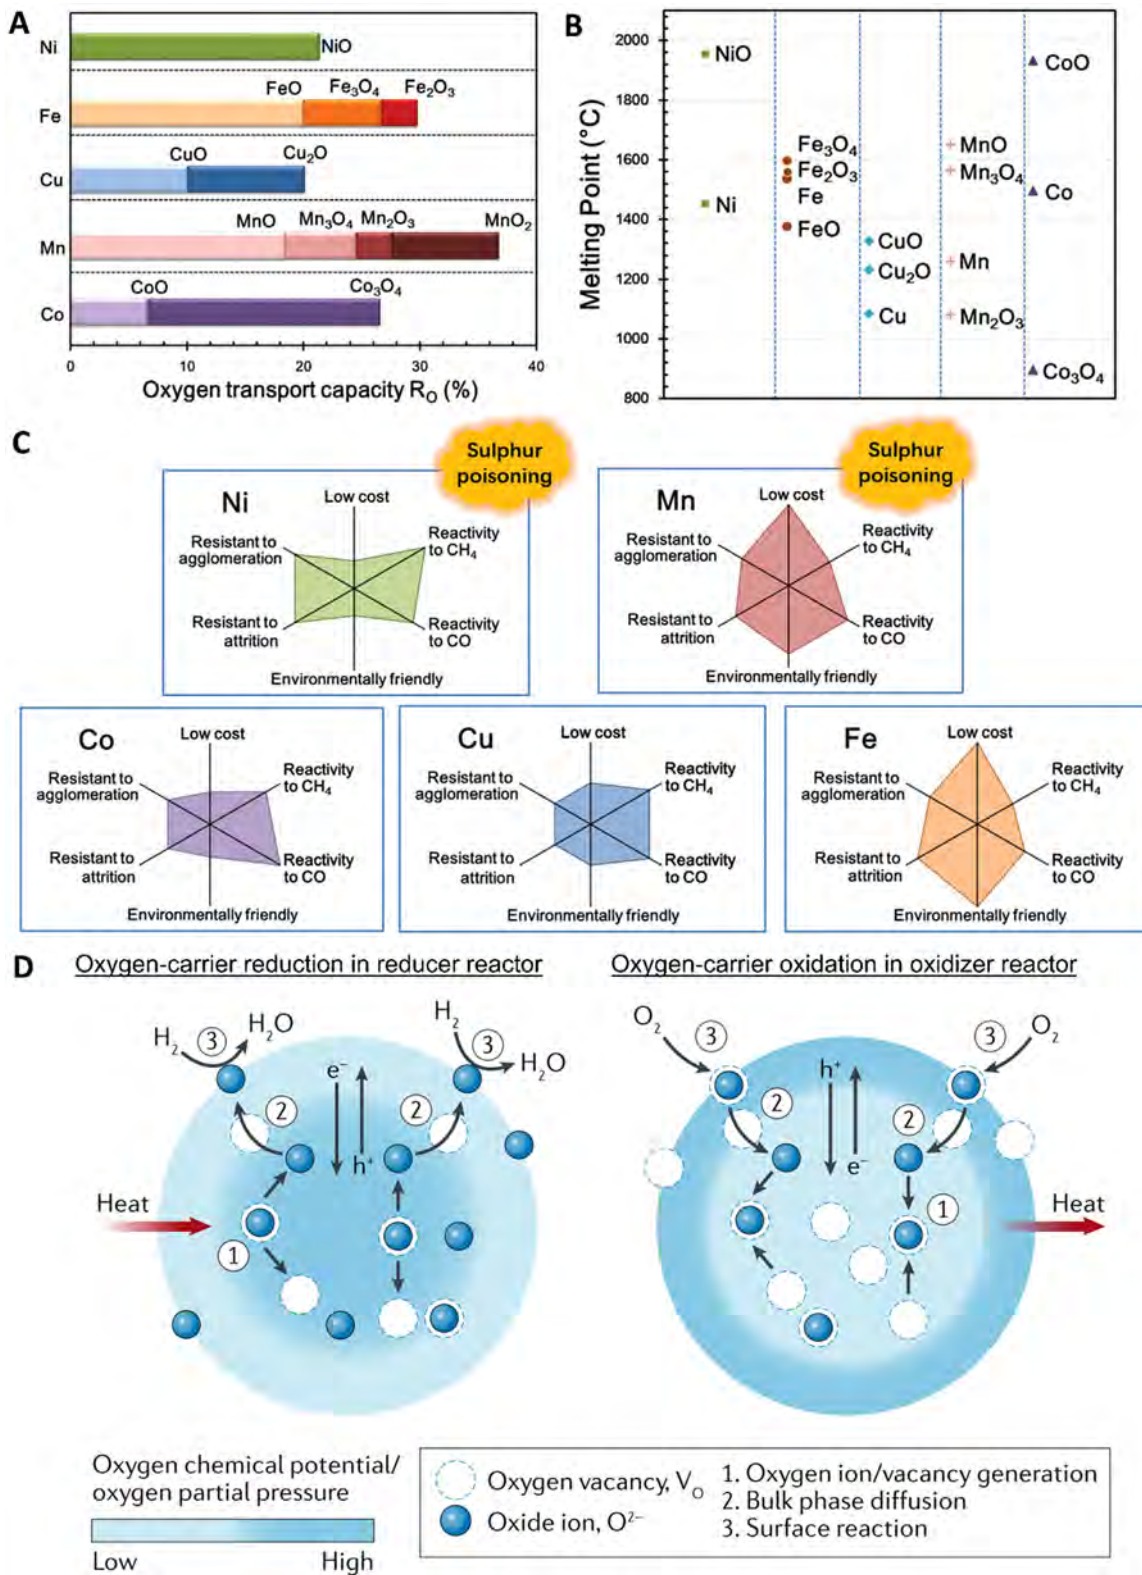 A
Ni
NiO
Fe
FeO
Fe₃O₄
Fe₂O₃
Cu
CuO
Cu₂O
Mn
MnO
Mn₃O₄
Mn₂O₃
MnO₂
Co
CoO
Co₃O₄
0
10
20
30
40
Oxygen transport capacity R_O (%)
B
Melting Point (°C)
2000
1800
1600
1400
1200
1000
800
NiO
Ni
Fe₃O₄
Fe₂O₃
Fe
FeO
CuO
Cu₂O
Cu
MnO
Mn₃O₄
Mn
Mn₂O₃
CoO
Co
Co₃O₄
C
Sulphur
poisoning
Ni
Low cost
Reactivity
to CH₄
Reactivity
to CO
Environmentally friendly
Resistant to
attrition
Resistant to
agglomeration
Sulphur
poisoning
Mn
Low cost
Reactivity
to CH₄
Reactivity
to CO
Environmentally friendly
Resistant to
attrition
Resistant to
agglomeration
Co
Low cost
Reactivity
to CH₄
Reactivity
to CO
Environmentally friendly
Resistant to
attrition
Resistant to
agglomeration
Cu
Low cost
Reactivity
to CH₄
Reactivity
to CO
Environmentally friendly
Resistant to
attrition
Resistant to
agglomeration
Fe
Low cost
Reactivity
to CH₄
Reactivity
to CO
Environmentally friendly
Resistant to
attrition
Resistant to
agglomeration
D
Oxygen-carrier reduction in reducer reactor
H₂
3
H₂O
H₂
3
H₂O
e⁻
h⁺
2
2
Heat
1
Oxygen-carrier oxidation in oxidizer reactor
O₂
3
3
O₂
h⁺
e⁻
2
2
1
Heat
Oxygen chemical potential/
oxygen partial pressure
Low
High
Oxygen vacancy, V_O
Oxide ion, O²⁻
1. Oxygen ion/vacancy generation
2. Bulk phase diffusion
3. Surface reaction